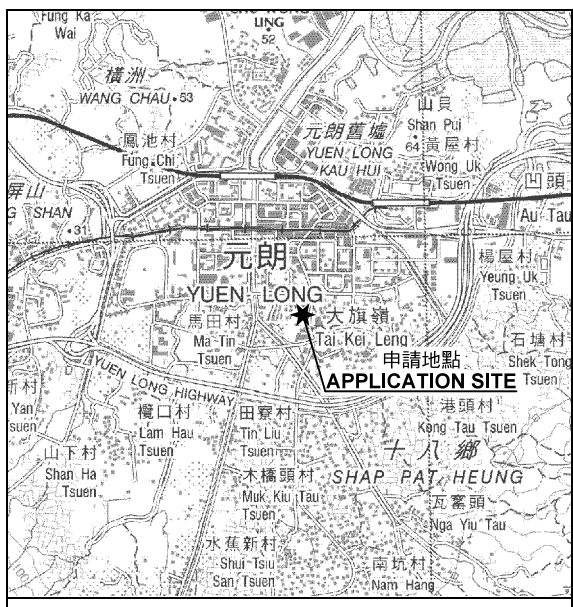 Fung Ka
Wai
LING
52
橫洲
WANG CHAU
53
山貝
Shan Pui
元朗舊墟
YUEN LONG
KAU HUI
64
黃屋村
Wong Uk
Tsuen
鳳池村
Fung Chi
Tsuen
屏山
G SHAN
31
凹頭
Au Tau
元朗
YUEN LONG
楊屋村
Yeung Uk
Tsuen
馬田村
Ma Tin
Tsuen
大旗嶺
Tai Kei Leng
石塘村
Shek Tong
Tsuen
申請地點
APPLICATION SITE
YUEN LONG HIGHWAY
新村
Yan
Tsuen
欖口村
Lam Hau
Tsuen
田寮村
Tin Liu
Tsuen
港頭村
Kong Tau Tsuen
十八鄉
SHAP PAT HEUNG
山下村
Shan Ha
Tsuen
木橋頭村
Muk Kiu Tau
Tsuen
瓦窰頭
Nga Yiu Tau
水蕉新村
Shui Tsiu
San Tsuen
南坑村
Nam Hang
100